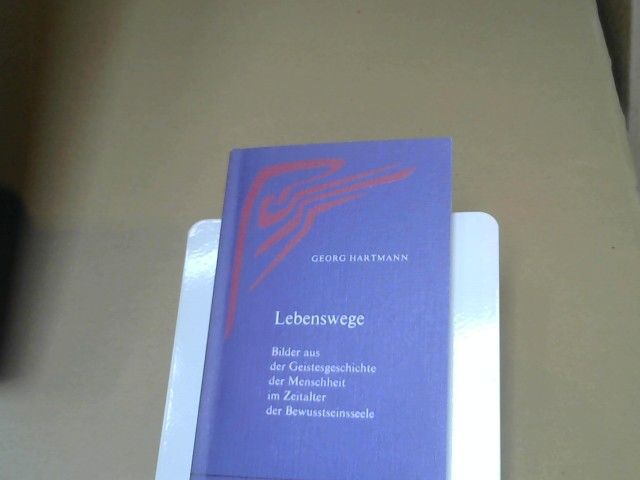 GEORG HARTMANN
Lebenswege
Bilder aus
der Geistesgeschichte
der Menschheit
im Zeitalter
der Bewusstseinsseele